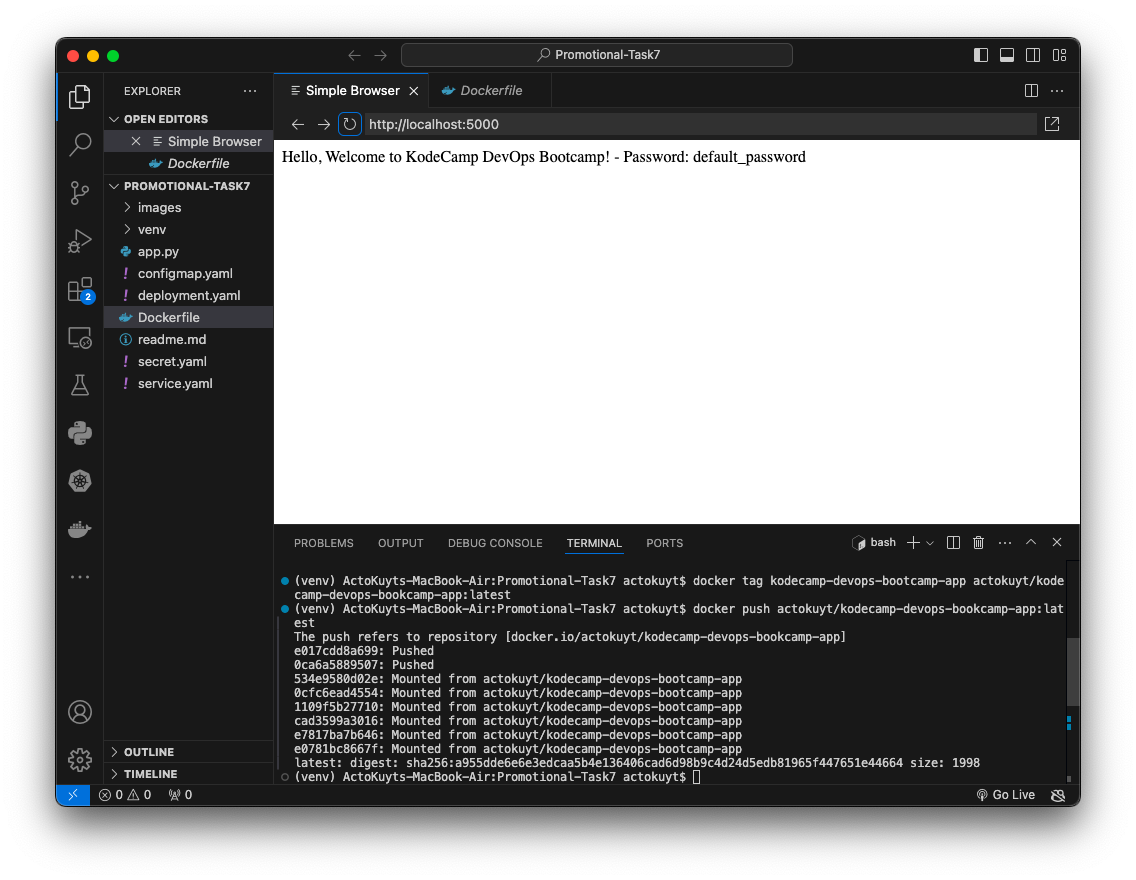 Promotional-Task7
EXPLORER
OPEN EDITORS
Simple Browser
Dockerfile
PROMOTIONAL-TASK7
images
venv
app.py
configmap.yaml
deployment.yaml
Dockerfile
readme.md
secret.yaml
service.yaml
OUTLINE
TIMELINE
2
Simple Browser
Dockerfile
http://localhost:5000
Hello, Welcome to KodeCamp DevOps Bootcamp! - Password: default_password
PROBLEMS OUTPUT DEBUG CONSOLE TERMINAL PORTS
bash
(venv) ActoKuyts-MacBook-Air:Promotional-Task7 actokuyt$ docker tag kodecamp-devops-bootcamp-app actokuyt/kode
camp-devops-bookcamp-app:latest
(venv) ActoKuyts-MacBook-Air:Promotional-Task7 actokuyt$ docker push actokuyt/kodecamp-devops-bookcamp-app:lat
est
The push refers to repository [docker.io/actokuyt/kodecamp-devops-bookcamp-app]
e017cdd8a699: Pushed
0ca6a5889507: Pushed
534e9580d02e: Mounted from actokuyt/kodecamp-devops-bootcamp-app
0cfc6ead4554: Mounted from actokuyt/kodecamp-devops-bootcamp-app
1109f5b27710: Mounted from actokuyt/kodecamp-devops-bootcamp-app
cad3599a3016: Mounted from actokuyt/kodecamp-devops-bootcamp-app
e7817ba7b646: Mounted from actokuyt/kodecamp-devops-bootcamp-app
e0781bc8667f: Mounted from actokuyt/kodecamp-devops-bootcamp-app
latest: digest: sha256:a955dde6e6e3edcaa5b4e136406cad6d98b9c4d24d5edb81965f447651e44664 size: 1998
(venv) ActoKuyts-MacBook-Air:Promotional-Task7 actokuyt$
0 0 0
Go Live